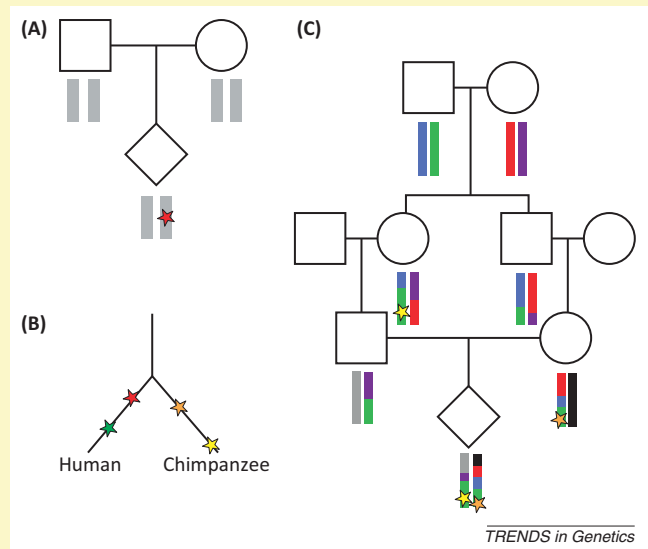 (A)
(C)
(B)
Human Chimpanzee
TRENDS in Genetics